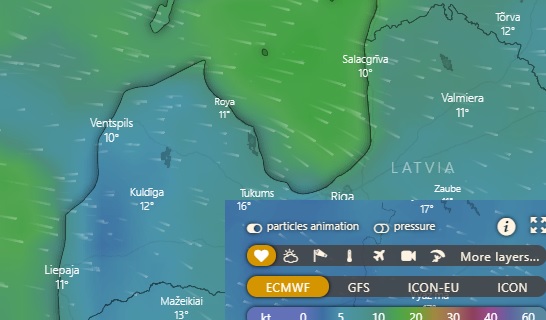 Tõrva
12°
Salacgrīva
10°
Valmiera
11°
Roya
11°
Ventspils
10°
LATVIA
Kuldīga
12°
Tukums
16°
Riga
Zaube
17°
particles animation
pressure
i
More layers...
Liepaja
11°
ECMWF
GFS
ICON-EU
ICON
Mažeikiai
13°
kt 0 5 10 20 30 40 60